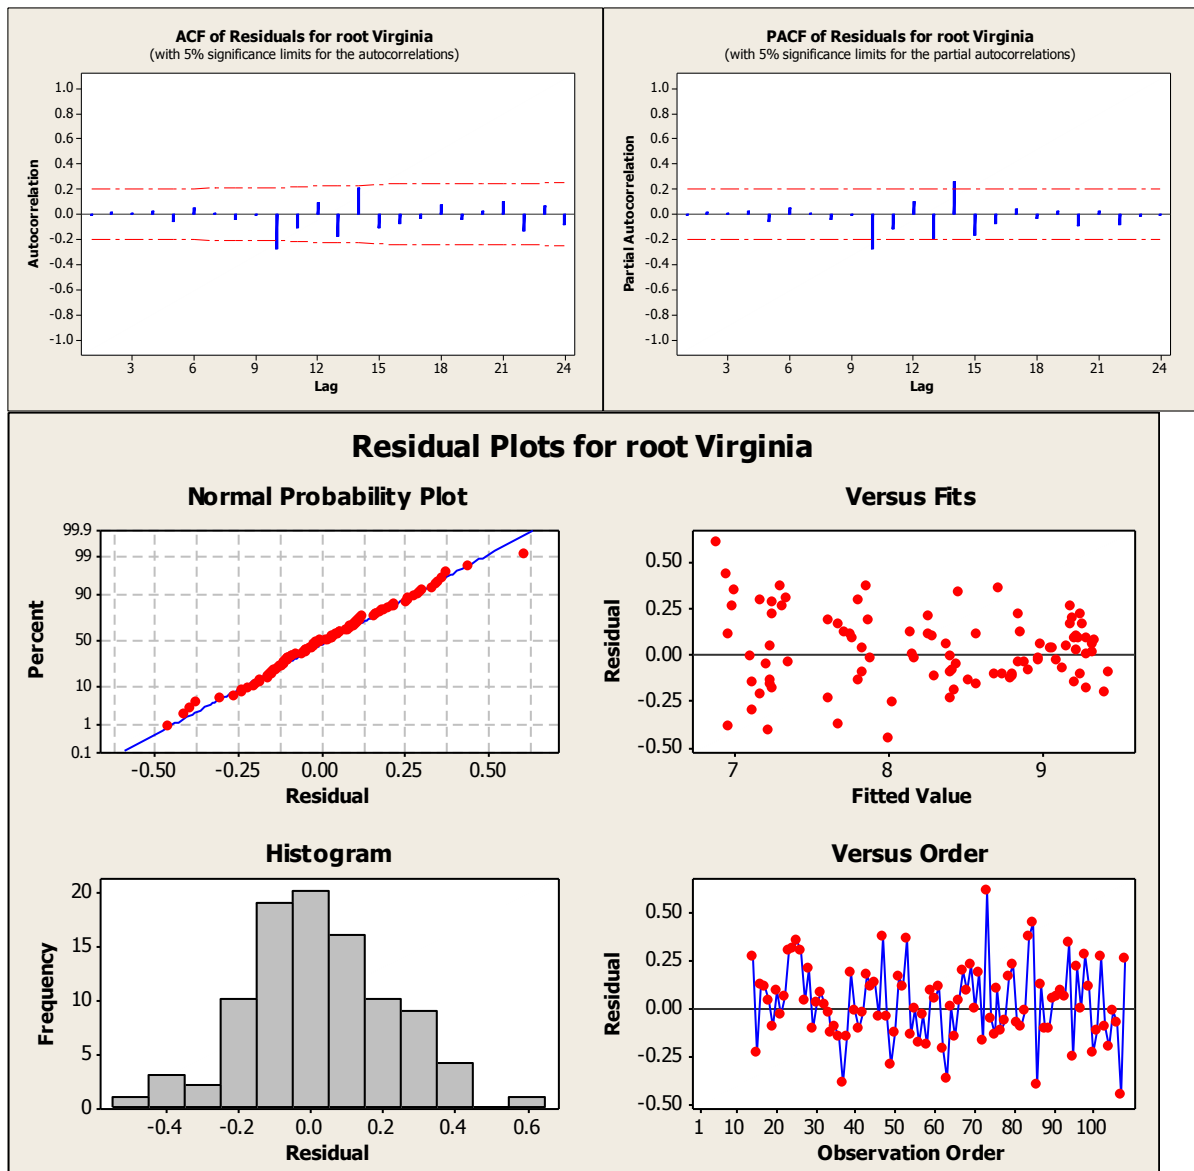 ACF of Residuals for root Virginia
(with 5% significance limits for the autocorrelations)
1.0
0.8
0.6
0.4
0.2
0.0
-0.2
-0.4
-0.6
-0.8
-1.0
Autocorrelation
3 6 9 12 15 18 21 24
Lag
PACF of Residuals for root Virginia
(with 5% significance limits for the partial autocorrelations)
1.0
0.8
0.6
0.4
0.2
0.0
-0.2
-0.4
-0.6
-0.8
-1.0
Partial Autocorrelation
3 6 9 12 15 18 21 24
Lag
Residual Plots for root Virginia
Normal Probability Plot
99.9
99
90
50
10
1
0.1
Percent
-0.50 -0.25 0.00 0.25 0.50
Residual
Versus Fits
0.50
0.25
0.00
-0.25
-0.50
Residual
7 8 9
Fitted Value
Histogram
20
15
10
5
0
Frequency
-0.4 -0.2 0.0 0.2 0.4 0.6
Residual
Versus Order
0.50
0.25
0.00
-0.25
-0.50
Residual
1 10 20 30 40 50 60 70 80 90 100
Observation Order